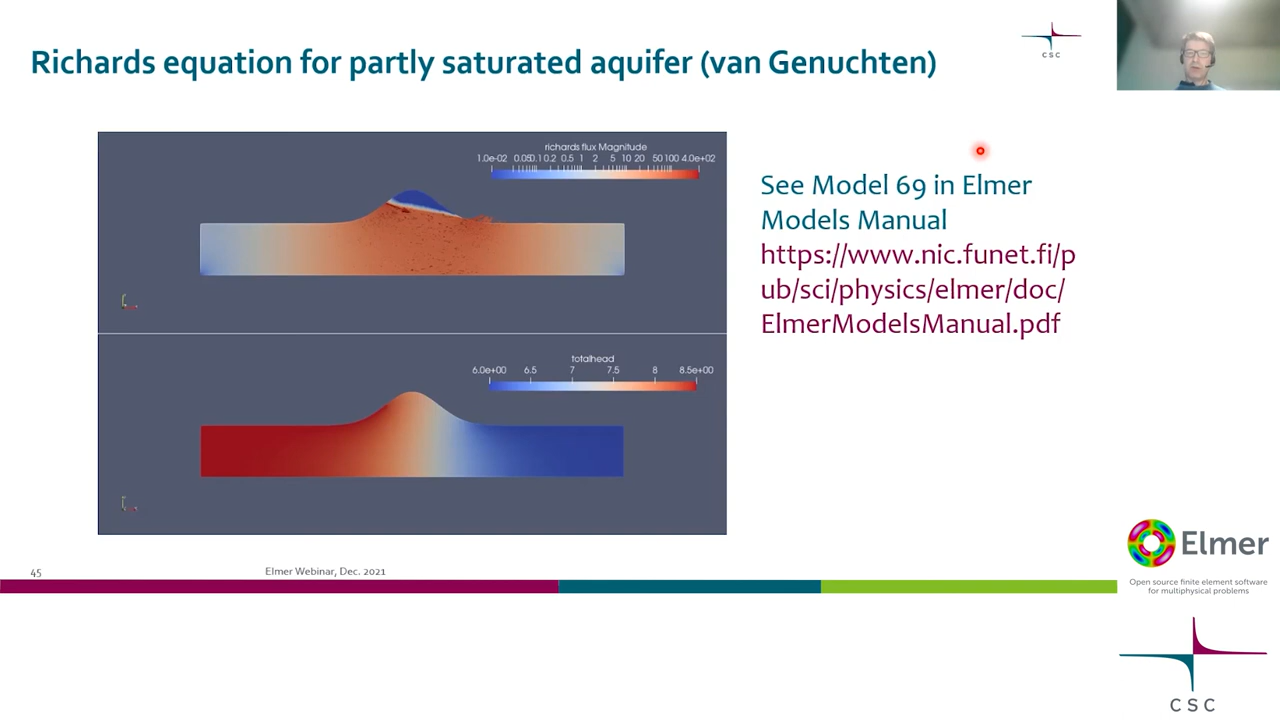 Richards equation for partly saturated aquifer (van Genuchten)
CSC
richards flux Magnitude
1.0e-02 0.05 0.1 0.2 0.5 1 2 5 10 20 50 100 4.0e+02
See Model 69 in Elmer
Models Manual
https://www.nic.funet.fi/p
ub/sci/physics/elmer/doc/
ElmerModelsManual.pdf
totalhead
6.0e+00 6.5 7 7.5 8 8.5e+00
Elmer
45
Elmer Webinar, Dec. 2021
Open source finite element software
for multiphysical problems
CSC